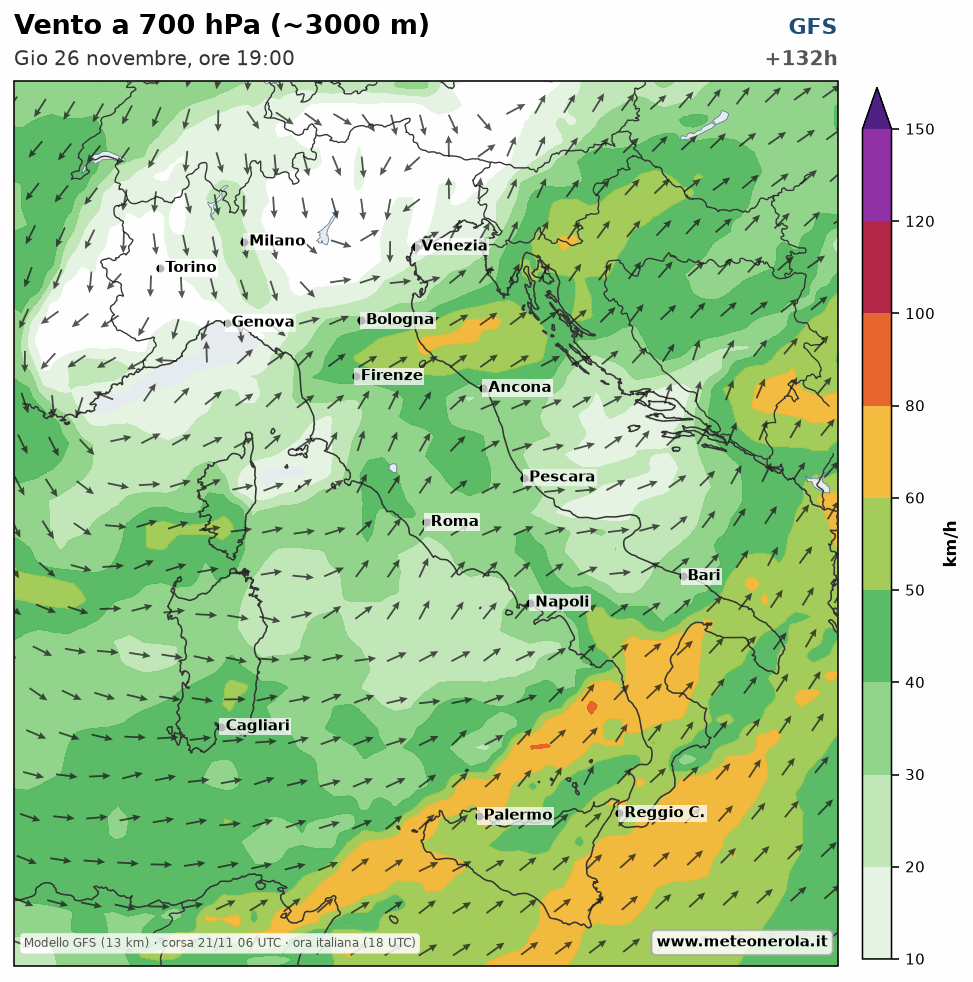 Vento a 700 hPa (~3000 m)
GFS
Gio 26 novembre, ore 19:00
+132h
Milano
Venezia
Torino
Genova
Bologna
Firenze
Ancona
Pescara
Roma
Bari
Napoli
Cagliari
Palermo
Reggio C.
150
120
100
80
60
50
40
30
20
10
km/h
Modello GFS (13 km) · corsa 21/11 06 UTC · ora italiana (18 UTC)
www.meteonerola.it